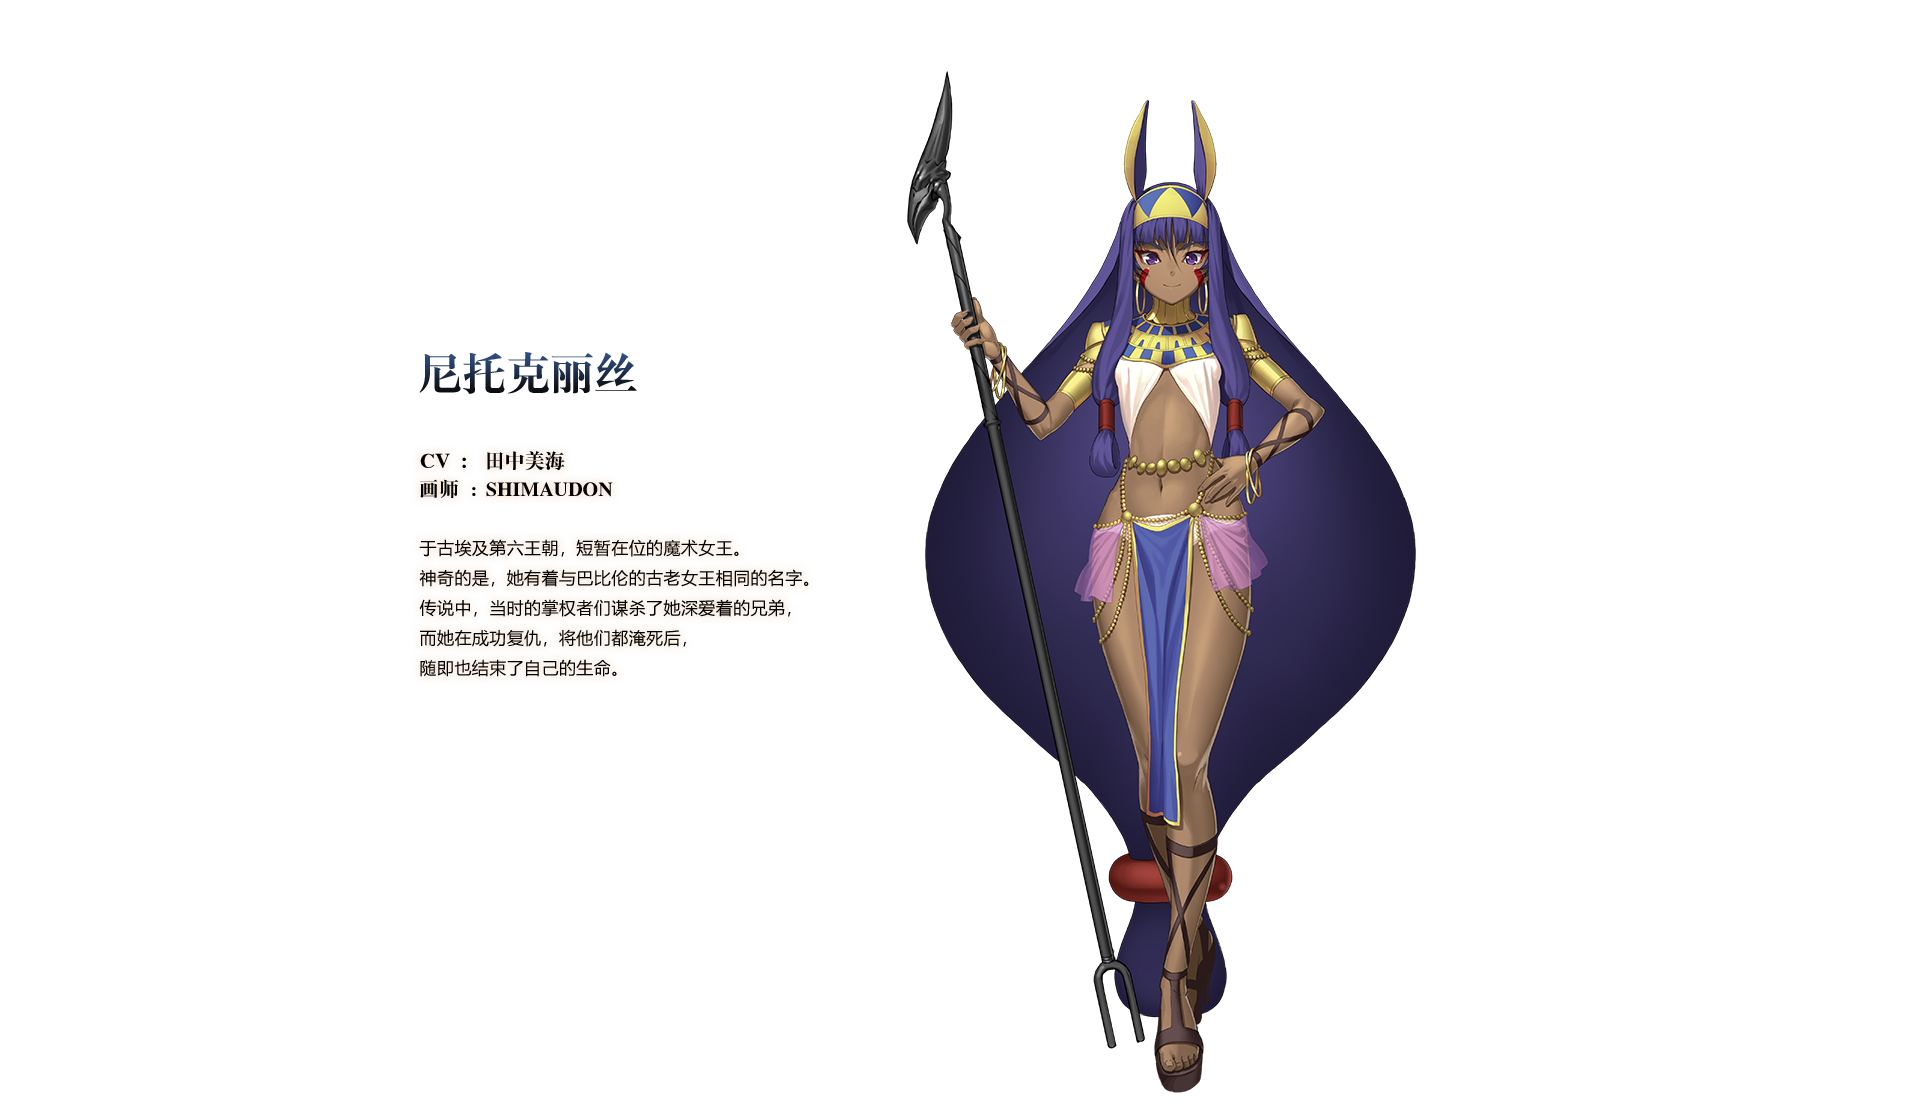 尼托克丽丝
CV : 田中美海
画师 : SHIMAUDON
于古埃及第六王朝，短暂在位的魔术女王。
神奇的是，她有着与巴比伦的古老女王相同的名字。
传说中，当时的掌权者们谋杀了她深爱着的兄弟，
而她在成功复仇，将他们都淹死后，
随即也结束了自己的生命。